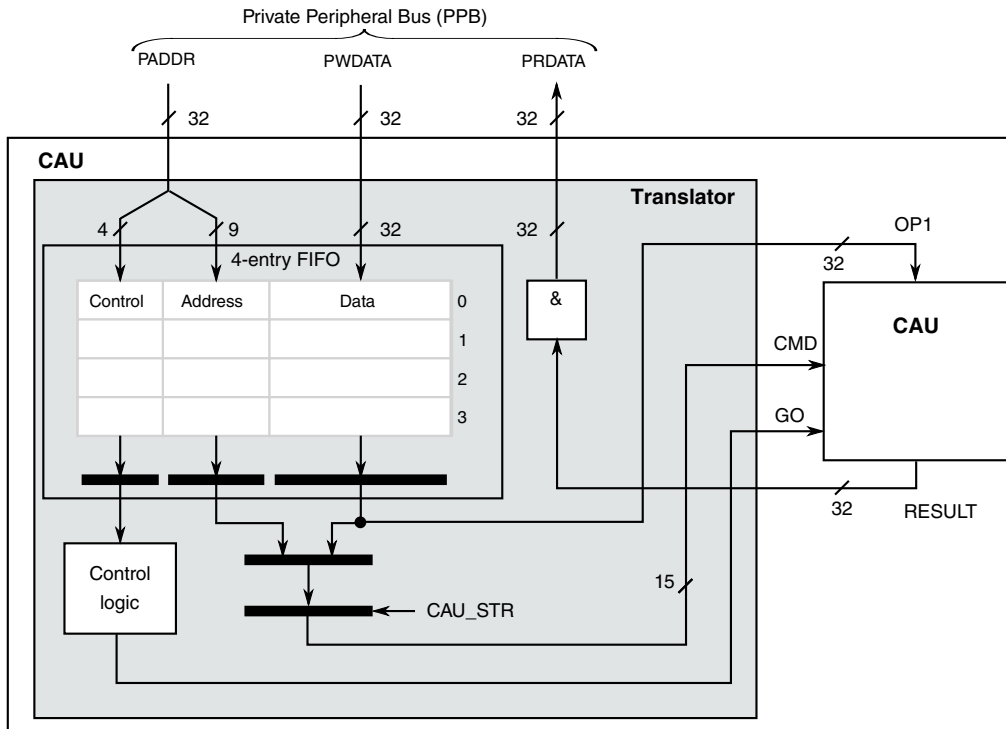 Private Peripheral Bus (PPB)
PADDR
PWDATA
PRDATA
32
32
32
CAU
Translator
4
9
32
32
OP1
32
4-entry FIFO
Control
Address
Data
0
1
2
3
&
CAU
CMD
GO
32
RESULT
Control
logic
15
CAU_STR